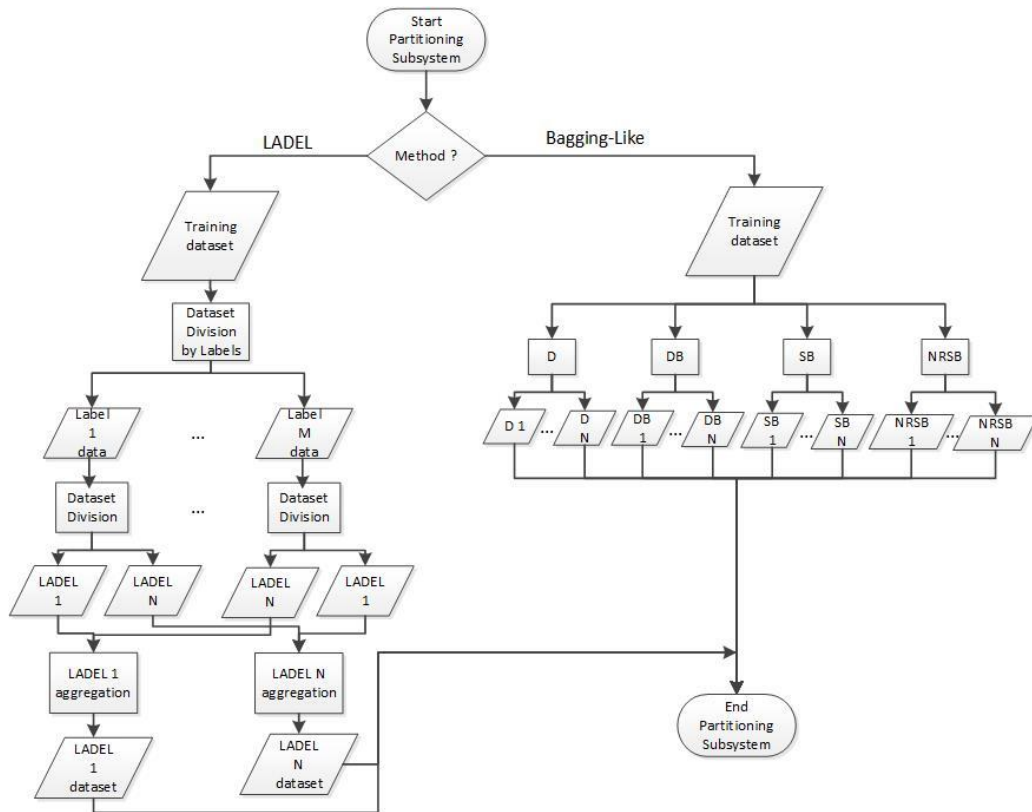 Start
Partitioning
Subsystem
LADEL
Method ?
Bagging-Like
Training
dataset
Training
dataset
Dataset
Division
by Labels
D
DB
SB
NRSB
Label
1
data
...
Label
M
data
D 1
...
D
N
DB
1
...
DB
N
SB
1
...
SB
N
NRSB
1
...
NRSB
N
Dataset
Division
...
Dataset
Division
LADEL
1
LADEL
N
LADEL
N
LADEL
1
LADEL 1
aggregation
LADEL N
aggregation
End
Partitioning
Subsystem
LADEL
1
dataset
LADEL
N
dataset